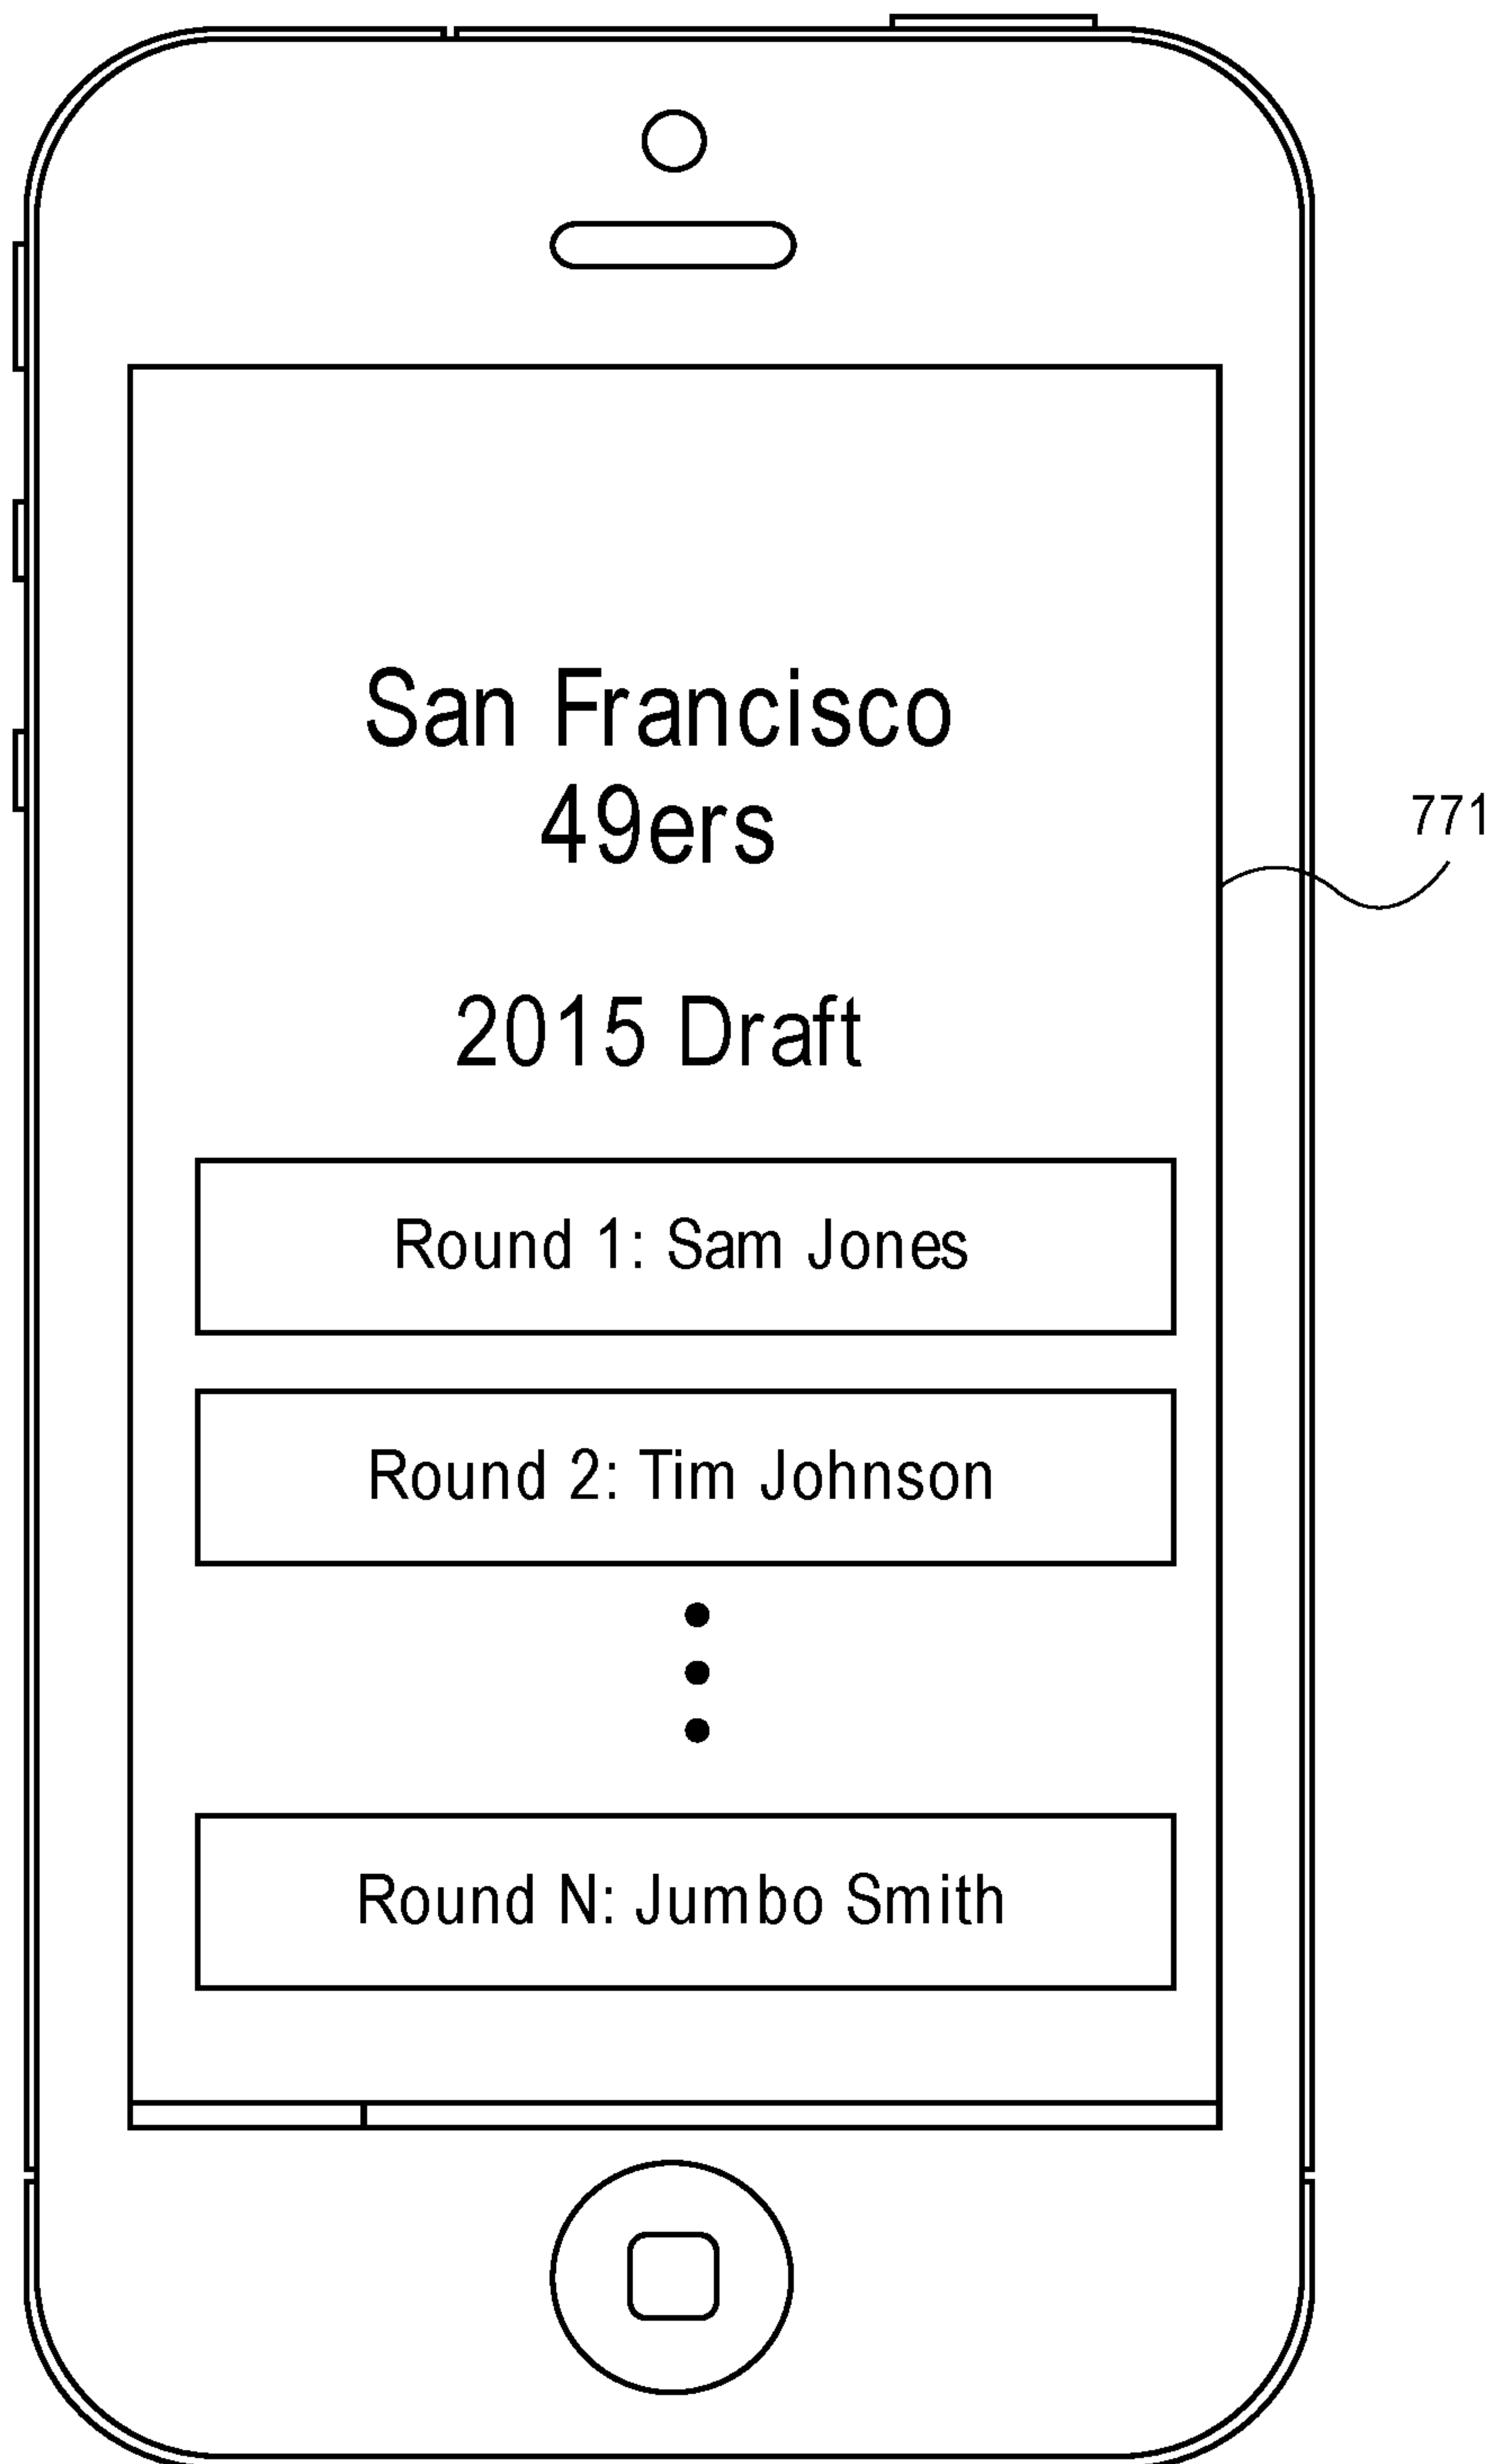 San Francisco
49ers
771
2015 Draft
Round 1: Sam Jones
Round 2: Tim Johnson
Round N: Jumbo Smith